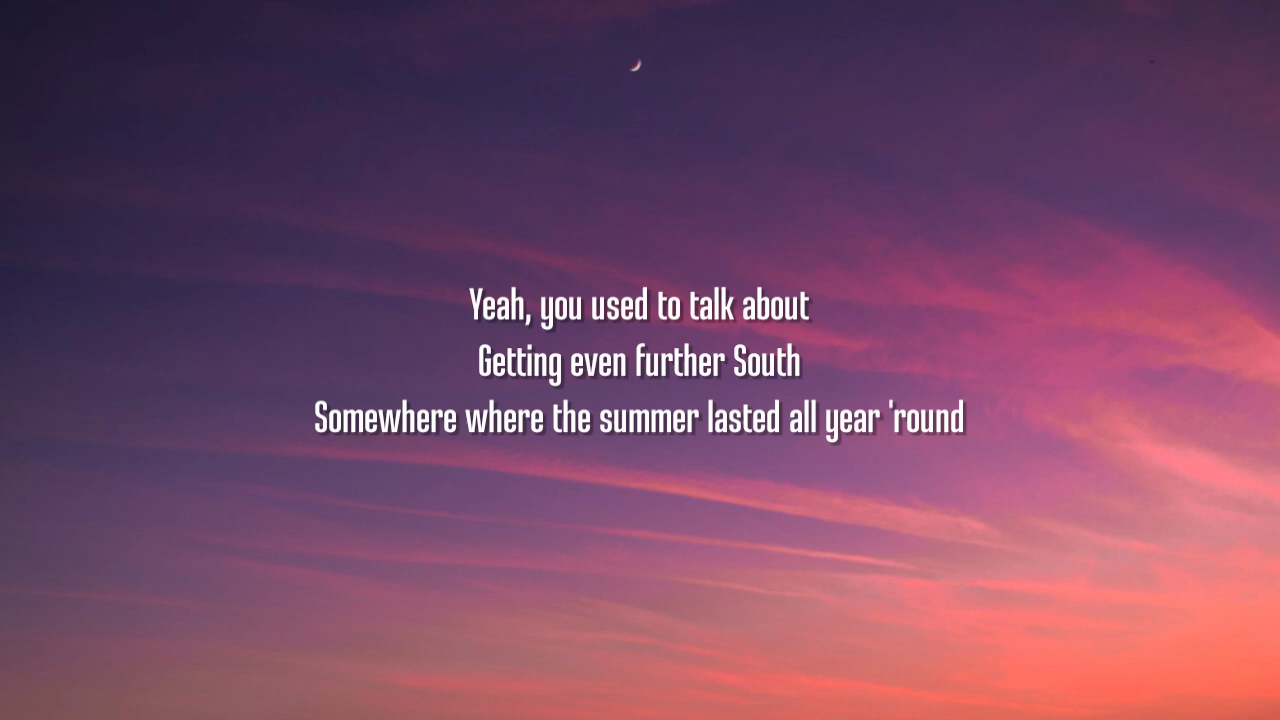 Yeah, you used to talk about
Getting even further South
Somewhere where the summer lasted all year 'round